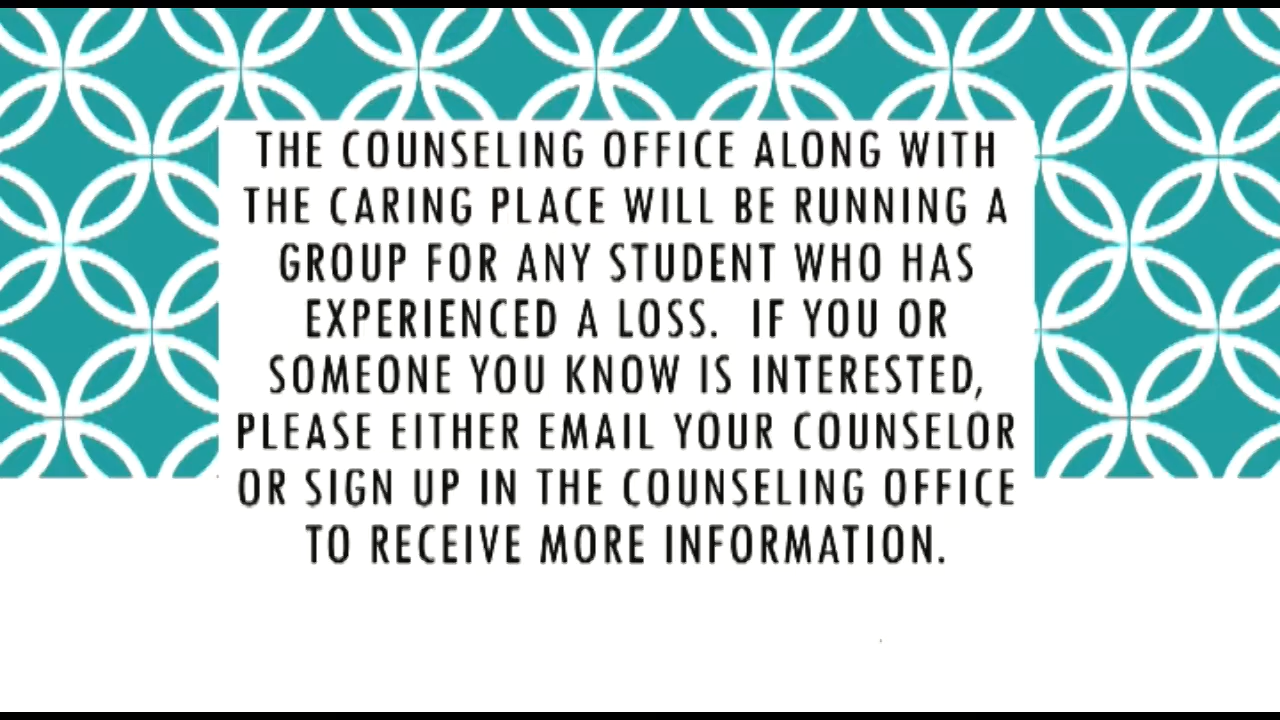 THE COUNSELING OFFICE ALONG WITH
THE CARING PLACE WILL BE RUNNING A
GROUP FOR ANY STUDENT WHO HAS
EXPERIENCED A LOSS.  IF YOU OR
SOMEONE YOU KNOW IS INTERESTED,
PLEASE EITHER EMAIL YOUR COUNSELOR
OR SIGN UP IN THE COUNSELING OFFICE
TO RECEIVE MORE INFORMATION.